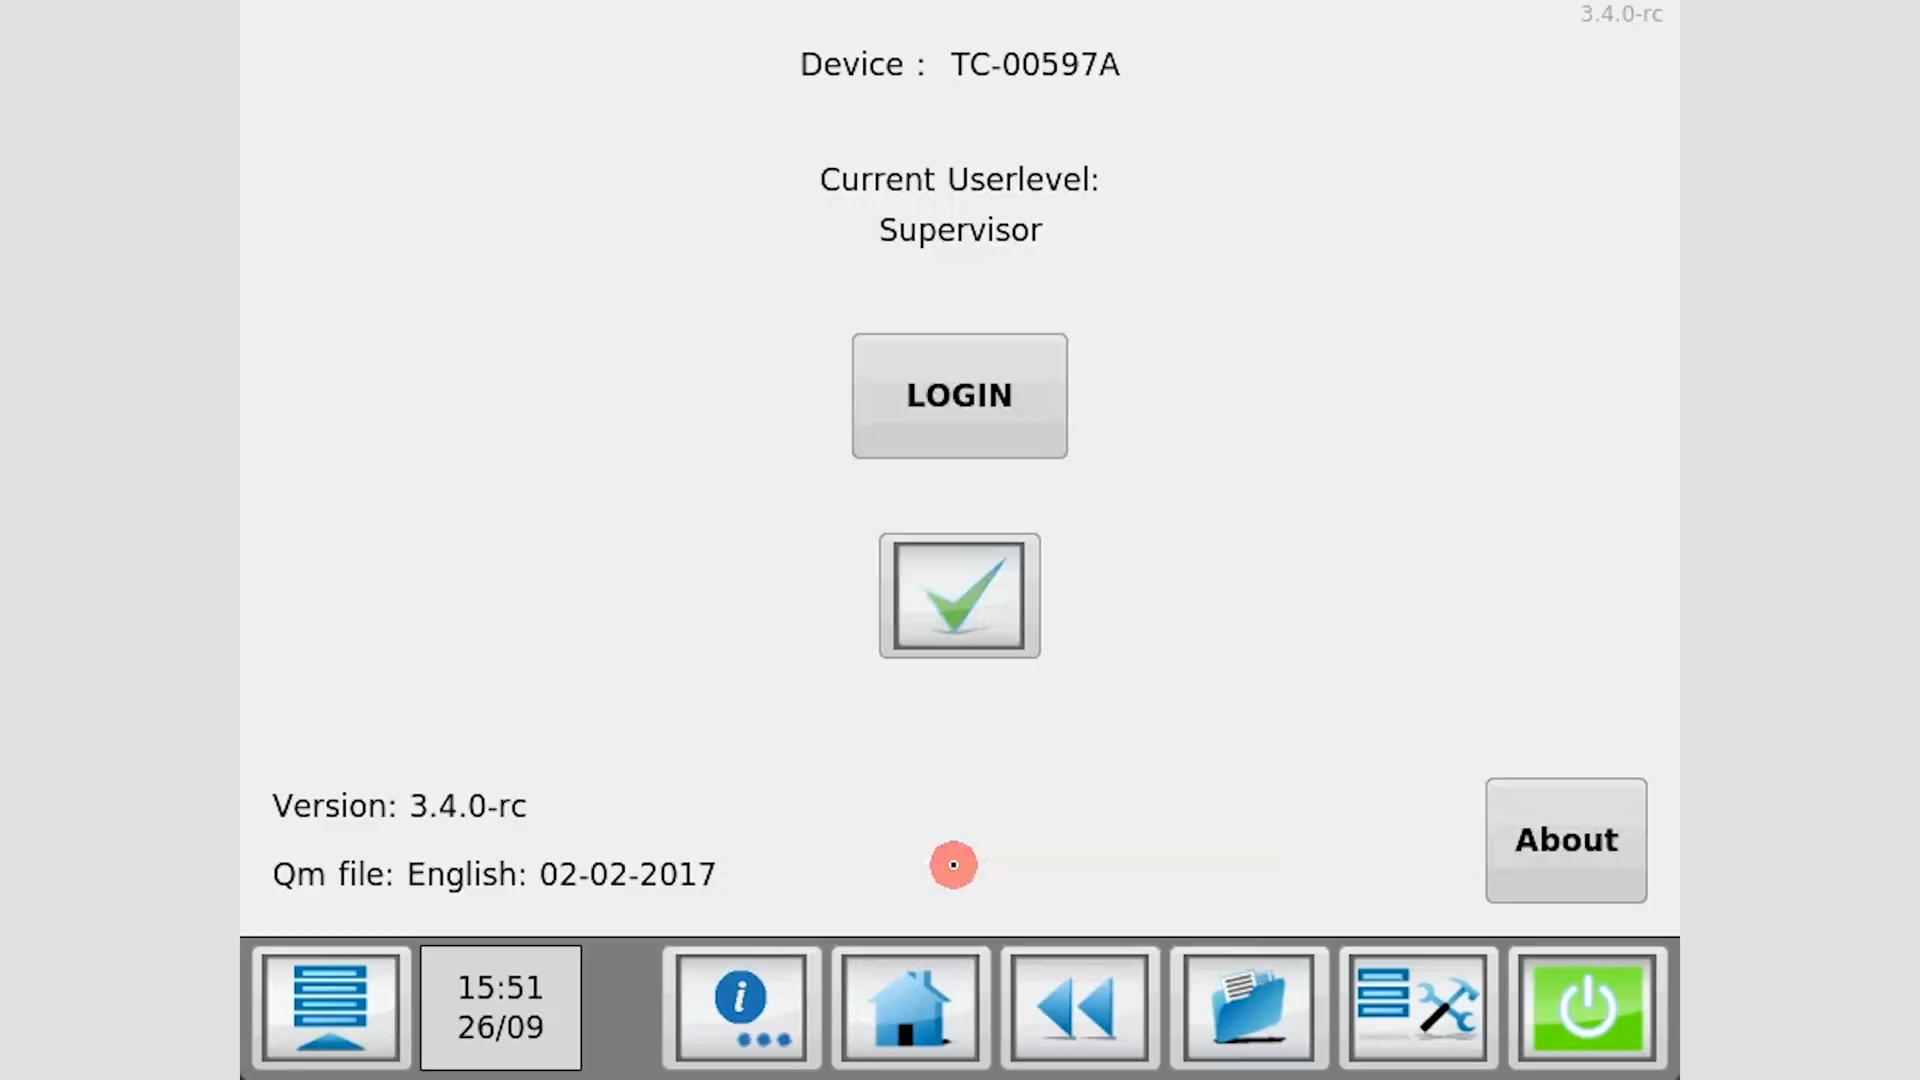 3.4.0-rc
Device : TC-00597A
Current Userlevel:
Supervisor
LOGIN
Version: 3.4.0-rc
About
Qm file: English: 02-02-2017
15:51
26/09
i